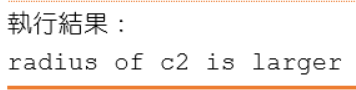 執行結果：
radius of c2 is larger